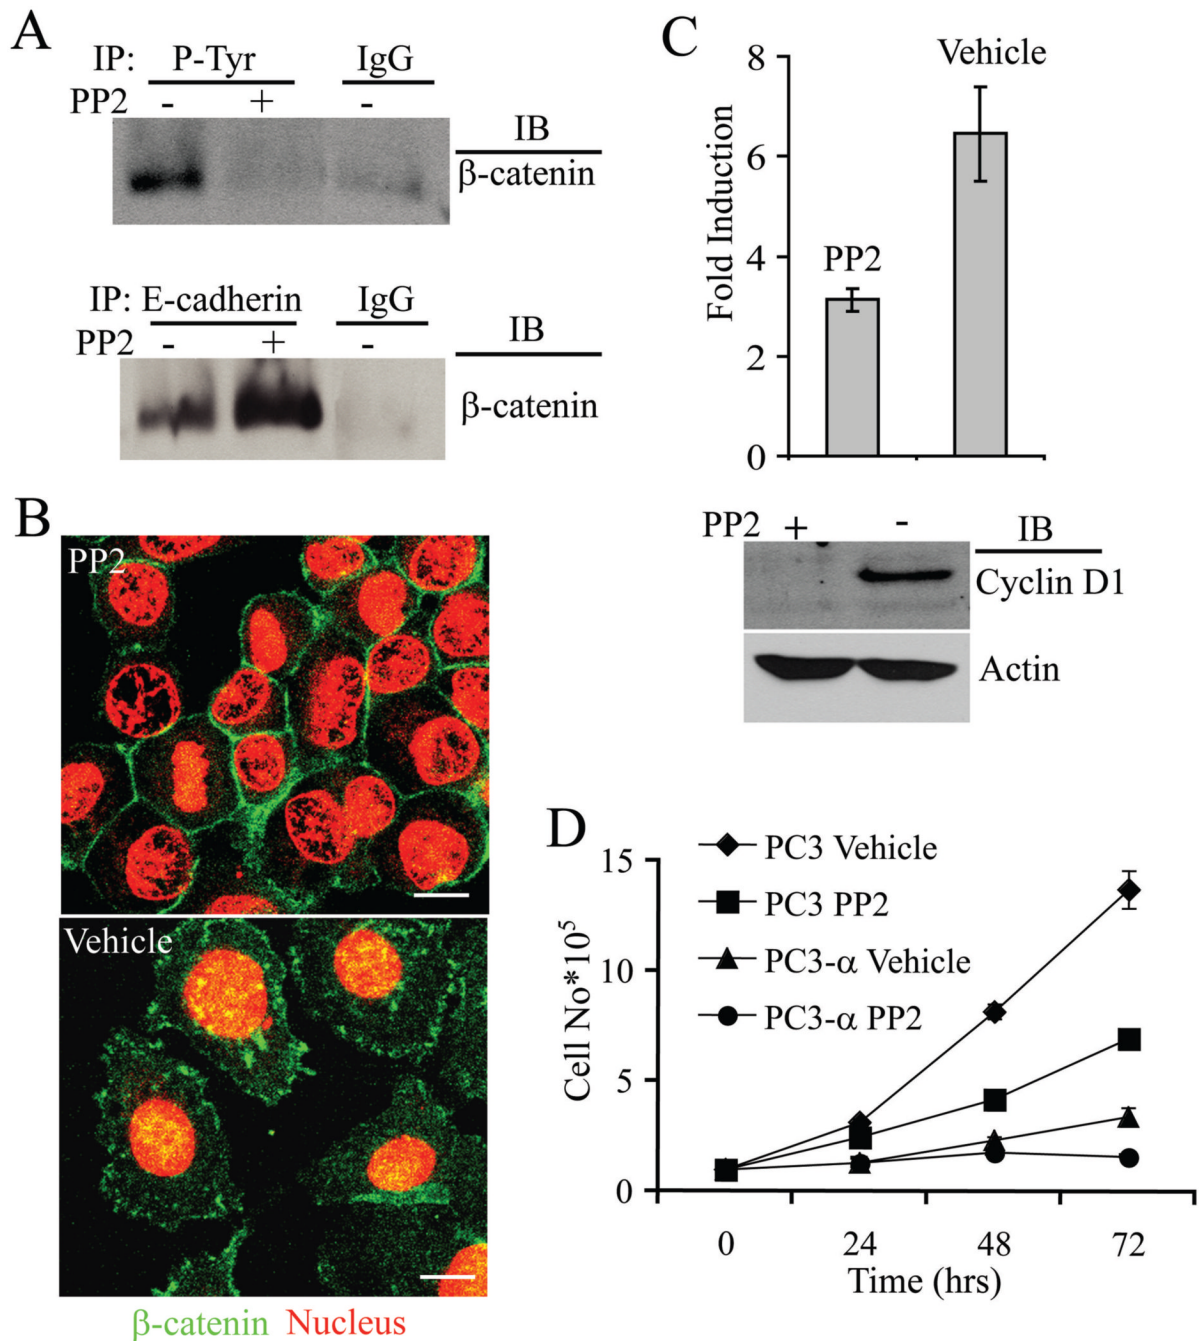 A
IP: P-Tyr IgG
PP2 - + -
IB
β-catenin
IP: E-cadherin IgG
PP2 - + -
IB
β-catenin
B
PP2
Vehicle
β-catenin Nucleus
C
8
6
4
2
0
Fold Induction
PP2
Vehicle
PP2 + - IB
Cyclin D1
Actin
D
PC3 Vehicle
PC3 PP2
PC3-α Vehicle
PC3-α PP2
15
10
5
0
Cell No*10⁵
0 24 48 72
Time (hrs)